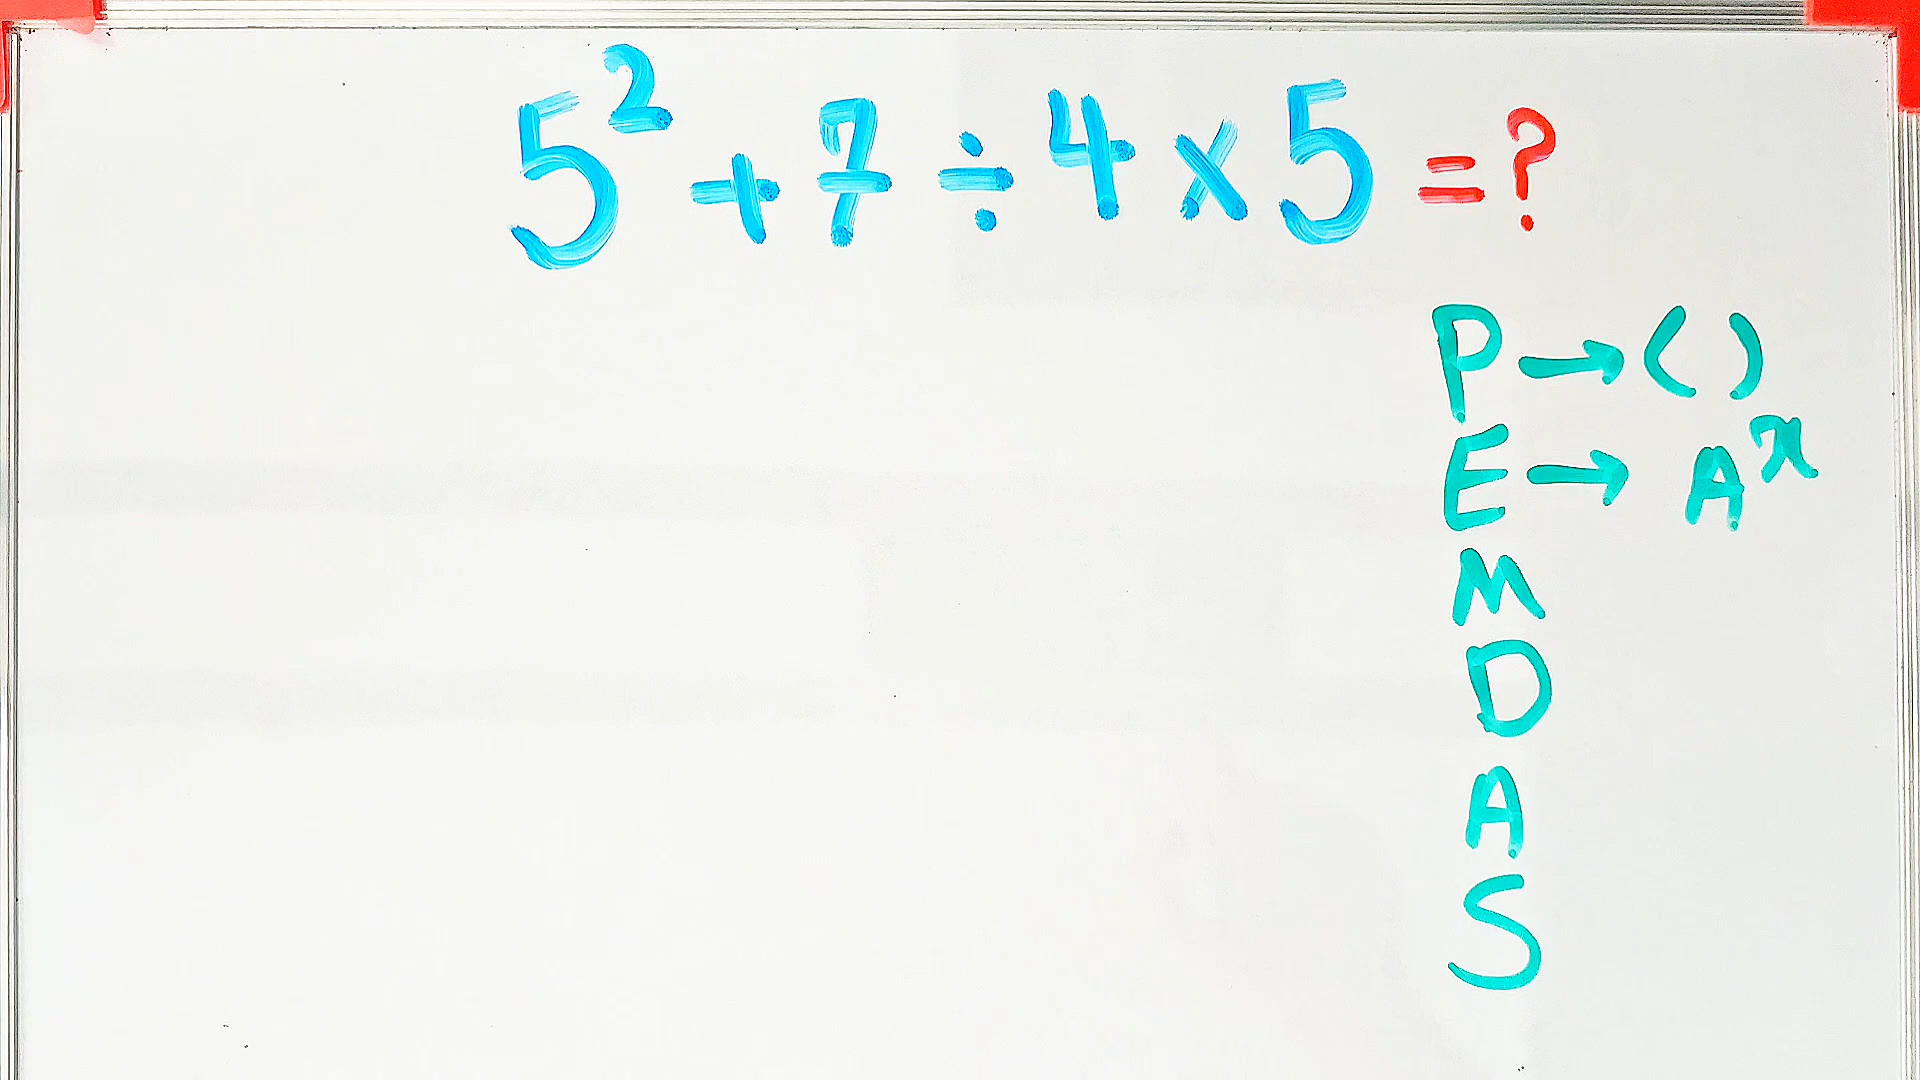 5² + 7 ÷ 4 × 5 = ?
P → ( )
E → Aˣ
M
D
A
S